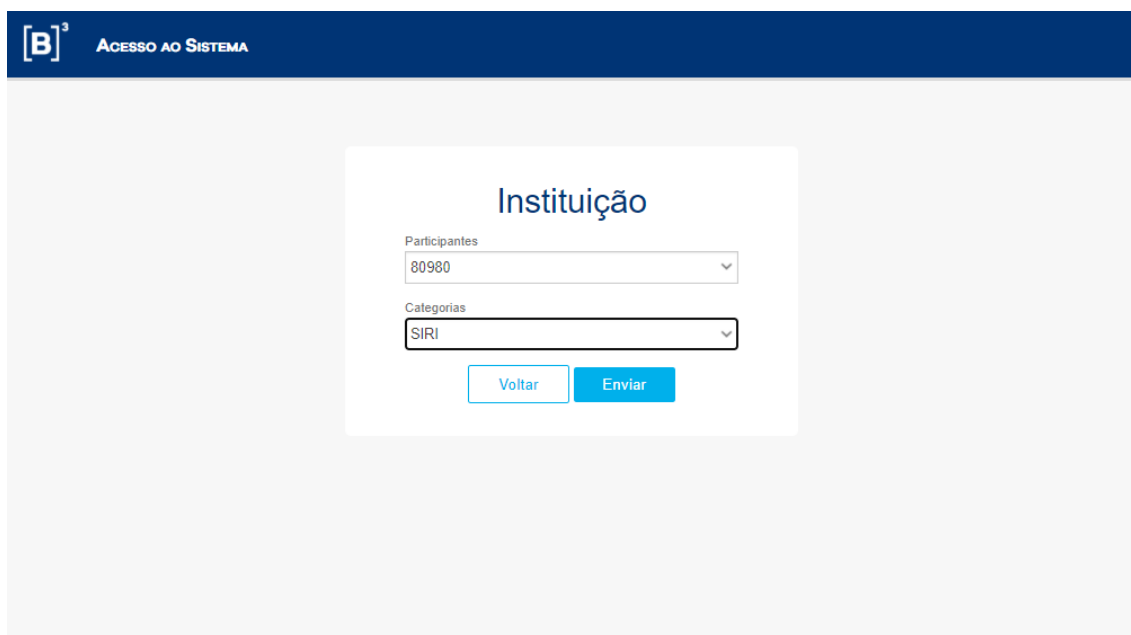 [B]³ ACESSO AO SISTEMA
Instituição
Participantes
80980
Categorias
SIRI
Voltar Enviar